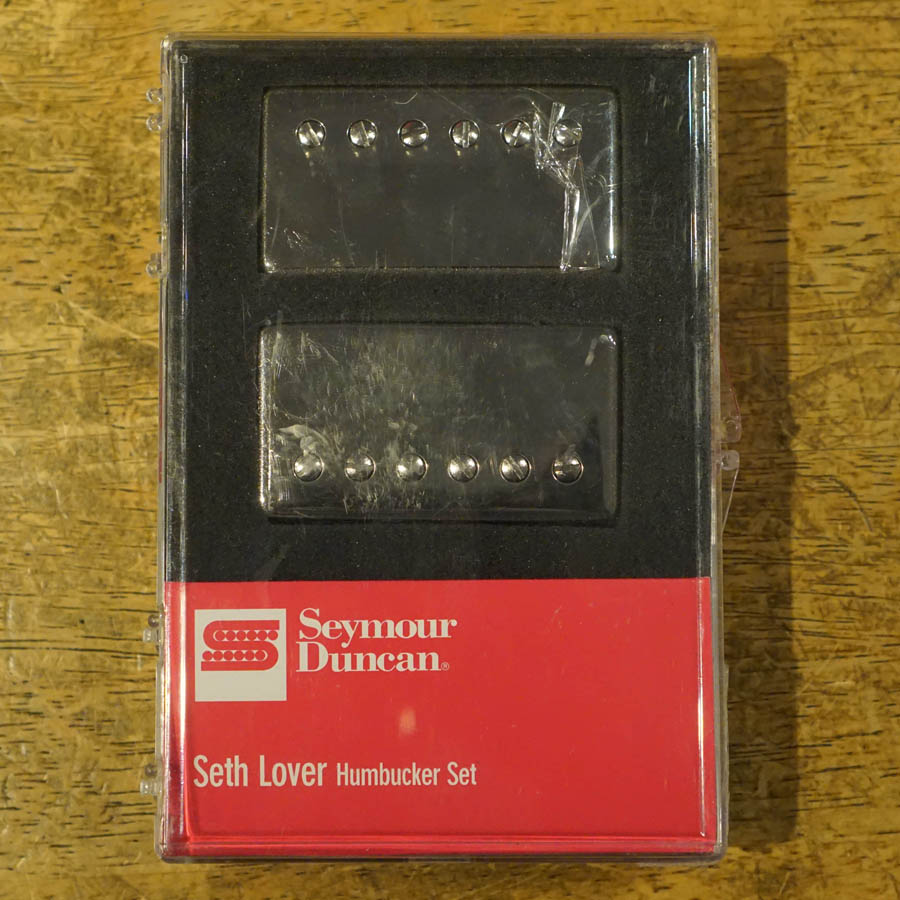 Seymour
Duncan®
Seth Lover Humbucker Set